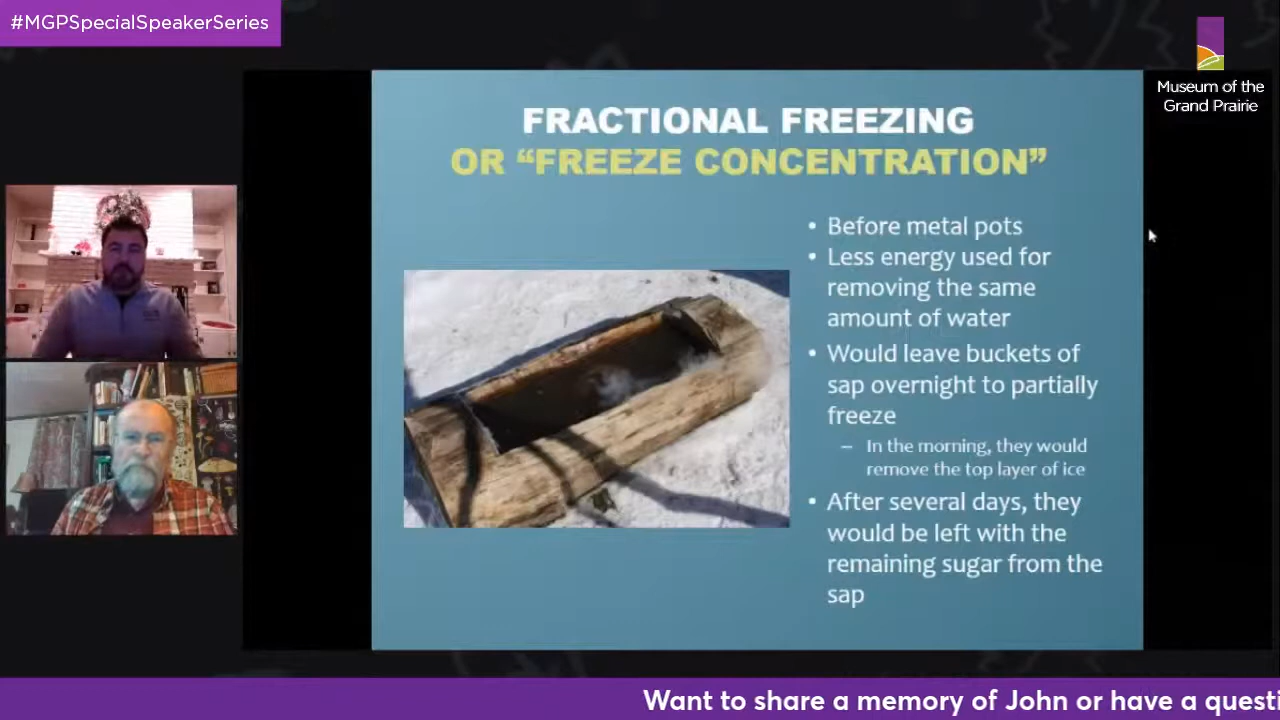 #MGPSpecialSpeakerSeries
Museum of the
Grand Prairie
FRACTIONAL FREEZING
OR “FREEZE CONCENTRATION”
• Before metal pots
• Less energy used for
removing the same
amount of water
• Would leave buckets of
sap overnight to partially
freeze
– In the morning, they would
remove the top layer of ice
• After several days, they
would be left with the
remaining sugar from the
sap
Want to share a memory of John or have a questi